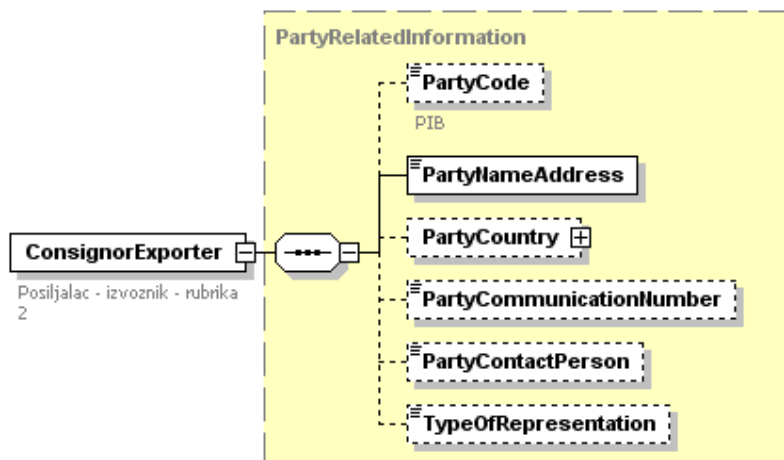 PartyRelatedInformation
PartyCode
PIB
PartyNameAddress
ConsignorExporter
Posiljalac - izvoznik - rubrika
2
PartyCountry
PartyCommunicationNumber
PartyContactPerson
TypeOfRepresentation